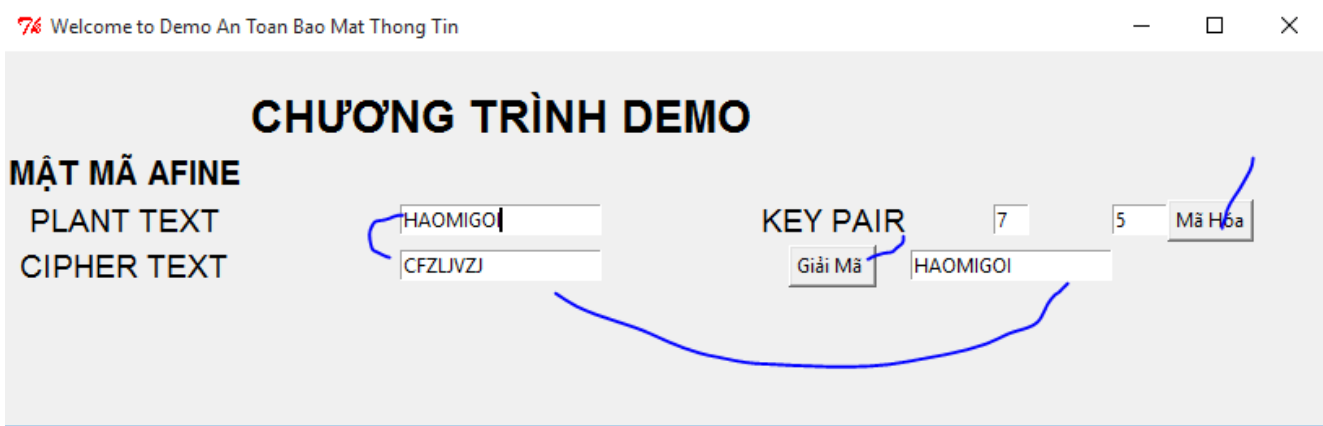 Welcome to Demo An Toan Bao Mat Thong Tin
CHƯƠNG TRÌNH DEMO
MẬT MÃ AFINE
PLANT TEXT HAOMIGOI KEY PAIR 7 5 Mã Hóa
CIPHER TEXT CFZLJVZJ Giải Mã HAOMIGOI